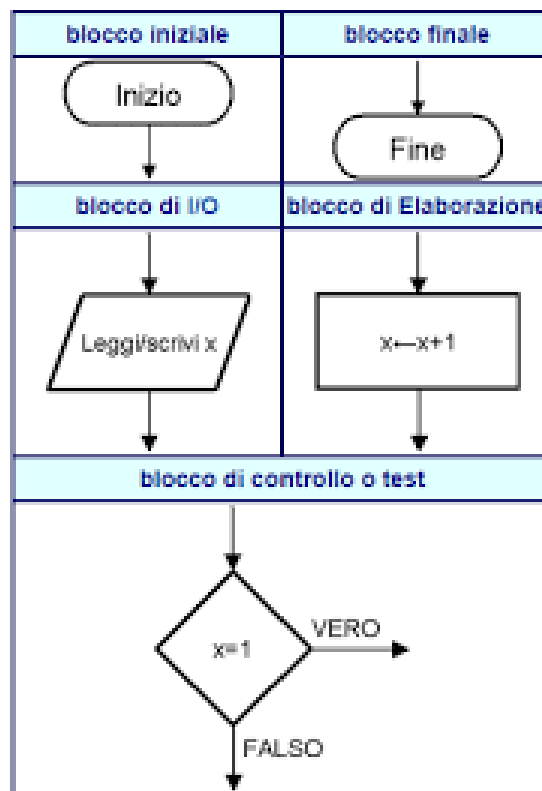 blocco iniziale
blocco finale
Inizio
Fine
blocco di I/O
blocco di Elaborazione
Leggi/scrivi x
x←x+1
blocco di controllo o test
x=1
VERO
FALSO